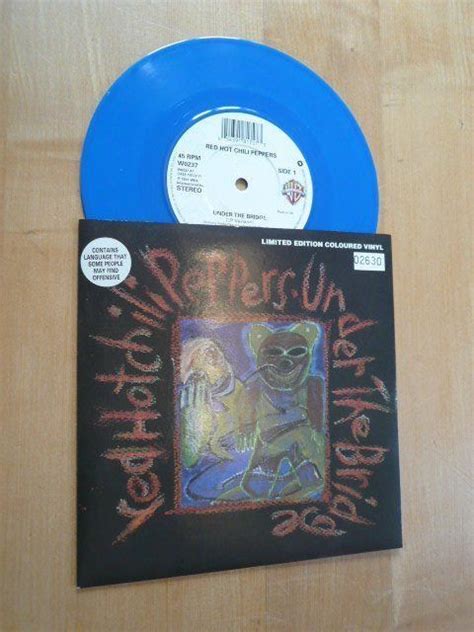 RED HOT CHILI PEPPERS
45 RPM
W0237
SIDE 1
STEREO
UNDER THE BRIDGE
LIMITED EDITION COLOURED VINYL
02630
CONTAINS
LANGUAGE THAT
SOME PEOPLE
MAY FIND
OFFENSIVE
Red Hot Chili Peppers. Under The Bridge